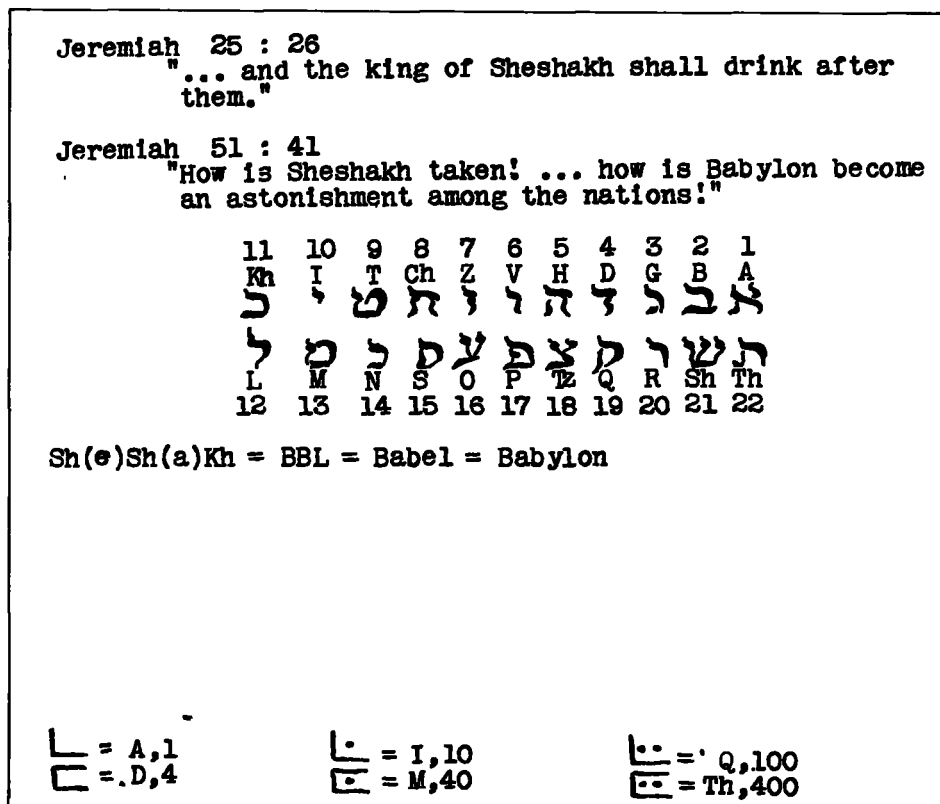 Jeremiah 25 : 26
"... and the king of Sheshakh shall drink after
them."
Jeremiah 51 : 41
"How is Sheshakh taken! ... how is Babylon become
an astonishment among the nations!"
11 10 9 8 7 6 5 4 3 2 1
Kh I T Ch Z V H D G B A
א ב ג ד ה ו ז ח ט י כ
ת ש ר ק צ פ ע ס נ מ ל
L M N S O P Tz Q R Sh Th
12 13 14 15 16 17 18 19 20 21 22
Sh(e)Sh(a)Kh = BBL = Babel = Babylon
= A,1 = I,10 = Q,100
= D,4 = M,40 = Th,400